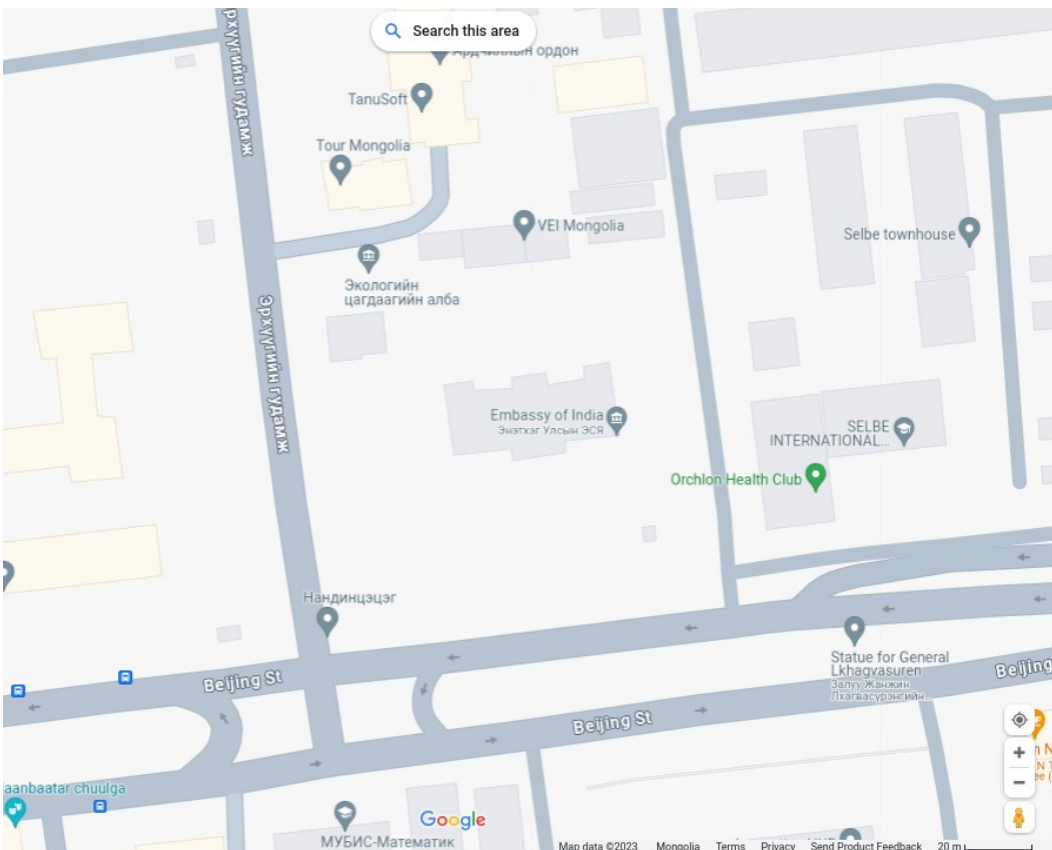 Search this area
Ардчиллын ордон
TanuSoft
Tour Mongolia
VEI Mongolia
Selbe townhouse
Экологийн
цагдаагийн алба
рхүүгийн гудамж
Эрхүүгийн гудамж
Embassy of India
Энэтхэг Улсын ЭСЯ
SELBE
INTERNATIONAL...
Orchlon Health Club
Нандинцэцэг
Statue for General
Lkhagvasuren
Залуу Жанжин
Лхагвасүрэнгийн...
Beijing St
Beijing St
Beijing
aanbaatar chuulga
МУБИС-Математик
Google
Map data ©2023 Mongolia Terms Privacy Send Product Feedback 20 m